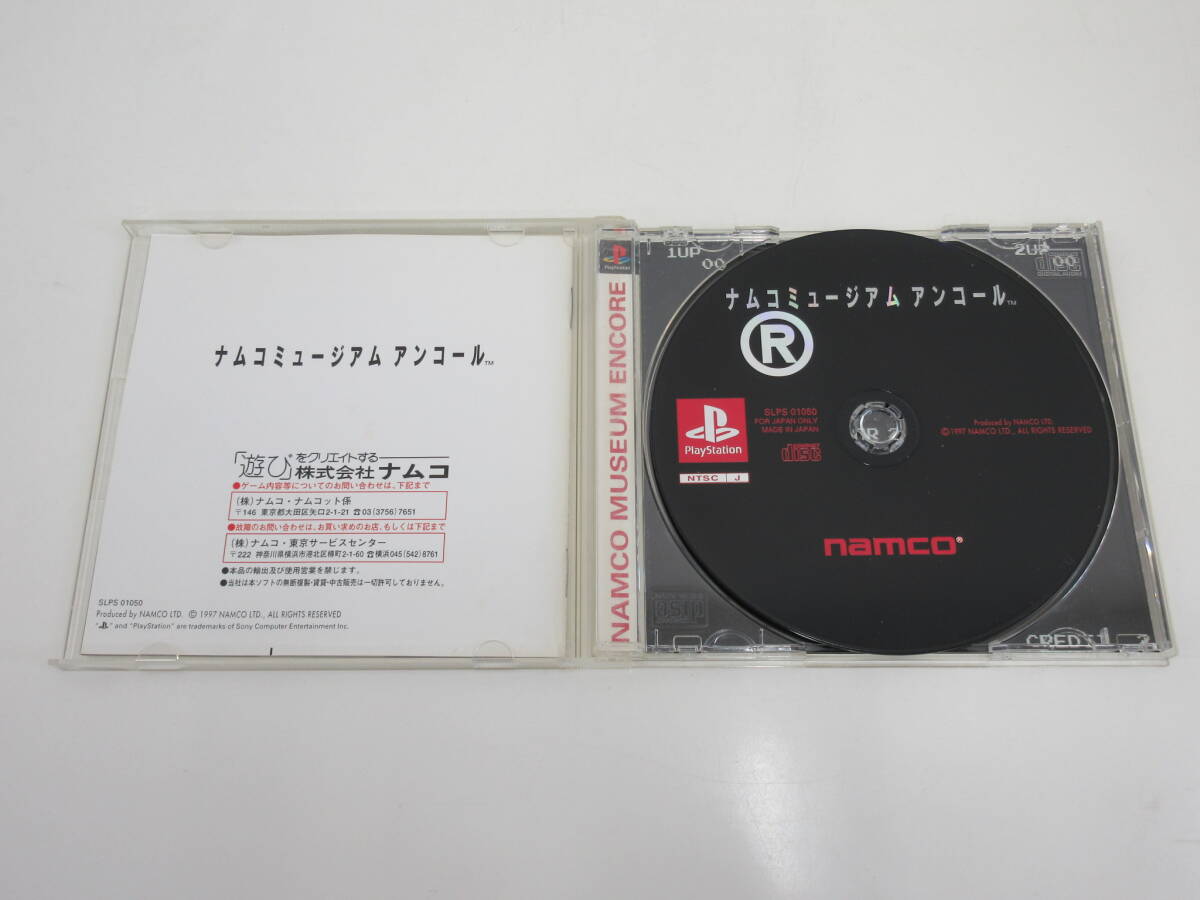 ナムコミュージアム アンコール™
「遊び」をクリエイトする
株式会社 ナムコ
●ゲーム内容等についてのお問い合わせは、下記まで
(株)ナムコ・ナムコット係
〒146 東京都大田区矢口2-1-21 ☎03(3756)7651
●故障のお問い合わせは、お買い求めのお店、もしくは下記まで
(株)ナムコ・東京サービスセンター
〒222 神奈川県横浜市港北区樽町2-1-60 ☎横浜045(542)8761
●本品の輸出及び使用営業を禁じます。
●当社は本ソフトの無断複製・賃貸・中古販売は一切許可しておりません。
SLPS 01050
Produced by NAMCO LTD. © 1997 NAMCO LTD., ALL RIGHTS RESERVED
" " and "PlayStation" are trademarks of Sony Computer Entertainment Inc.
PlayStation
NAMCO MUSEUM ENCORE
1UP
00
2UP
00
disc
DIGITAL AUDIO
ナムコミュージアム アンコール™
®
PlayStation
NTSC J
SLPS 01050
FOR JAPAN ONLY
MADE IN JAPAN
disc
Produced by NAMCO LTD.
©1997 NAMCO LTD., ALL RIGHTS RESERVED
namco®
CREDIT